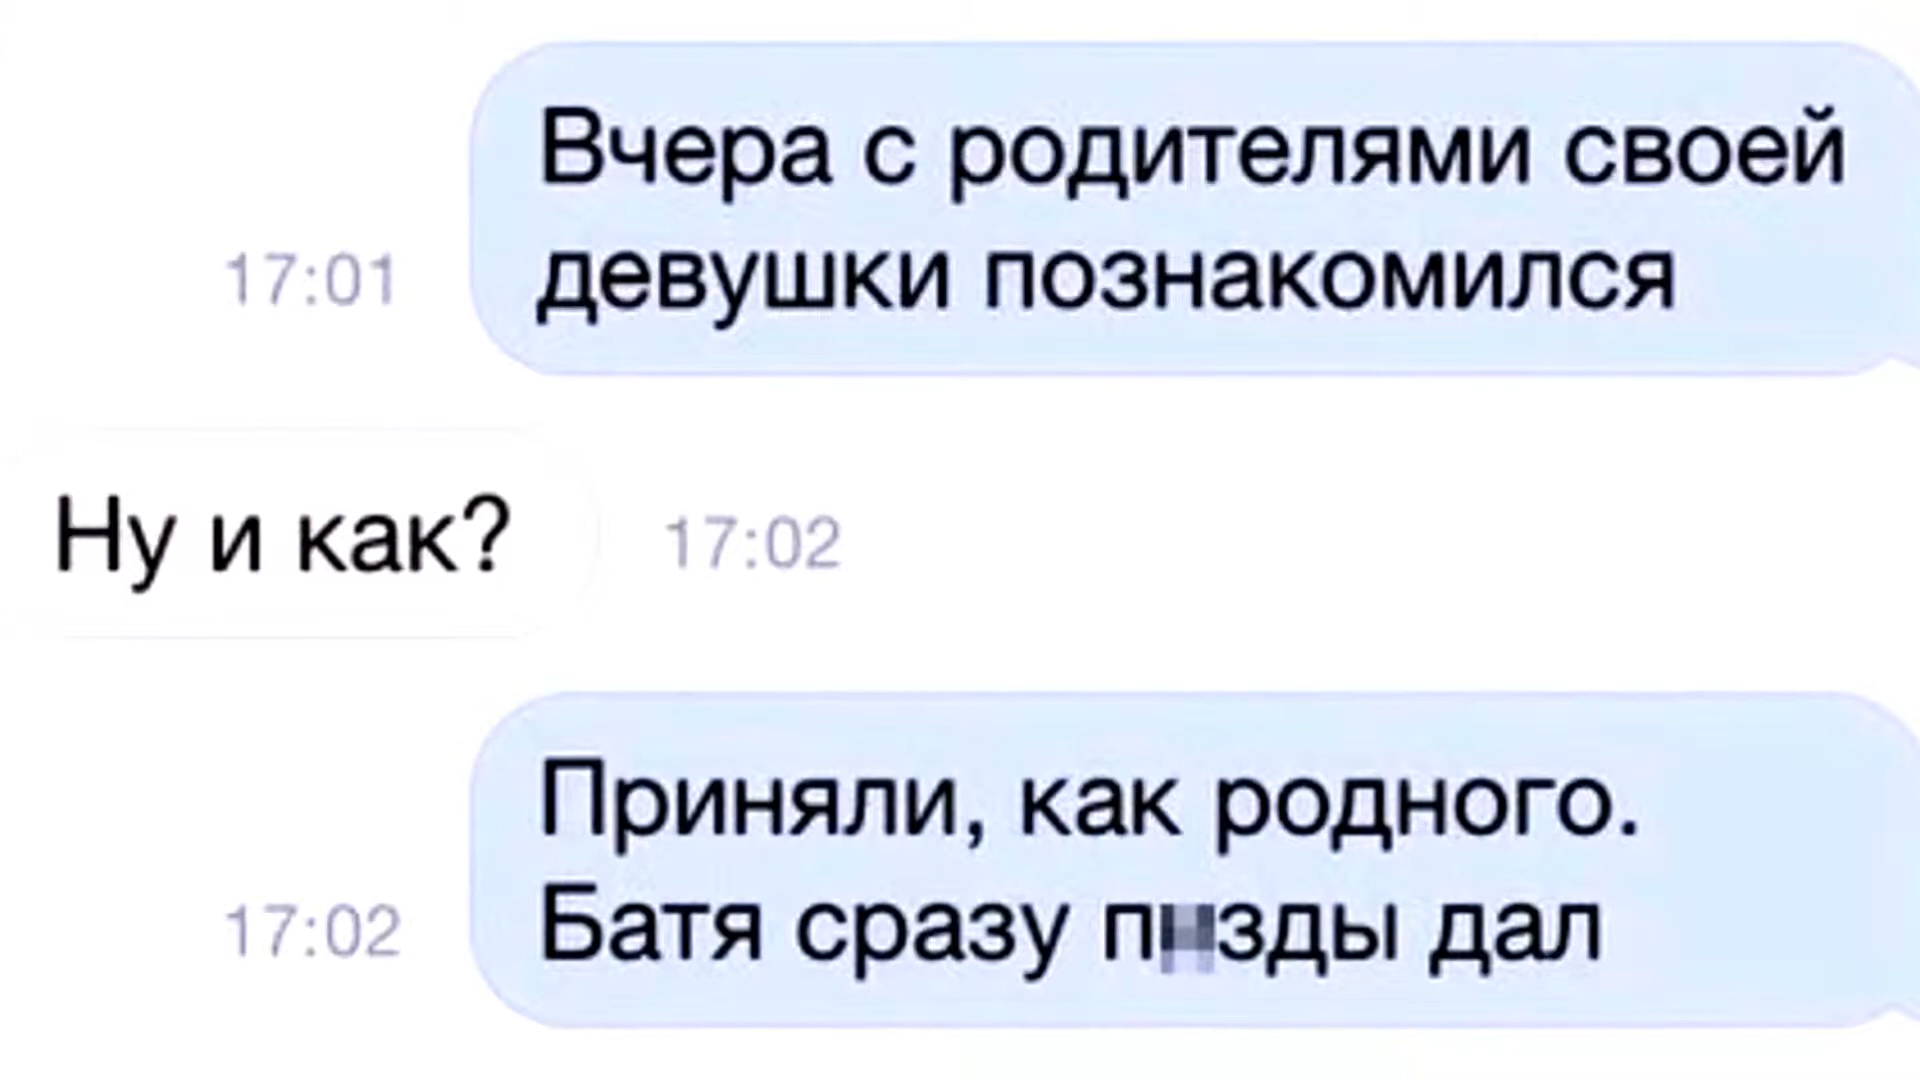 Вчера с родителями своей
девушки познакомился
17:01
Ну и как?
17:02
Приняли, как родного.
Батя сразу п зды дал
17:02